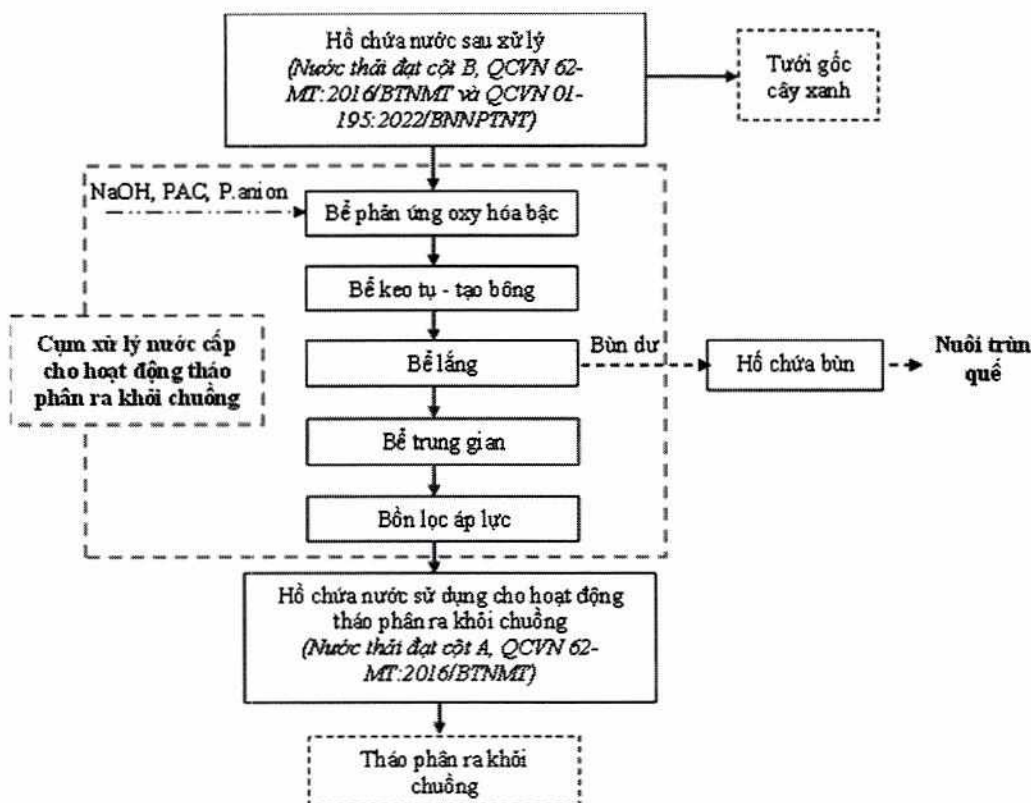 Hồ chứa nước sau xử lý
(Nước thải đạt cột B, QCVN 62-
MT:2016/BTNMT và QCVN 01-
195:2022/BNNPTNT)
Tưới gốc
cây xanh
NaOH, PAC, P.anion
Bể phản ứng oxy hóa bậc
Bể keo tụ - tạo bông
Cụm xử lý nước cấp
cho hoạt động tháo
phân ra khỏi chuồng
Bể lắng
Bùn dư
Hố chứa bùn
Nuôi trùn
quế
Bể trung gian
Bồn lọc áp lực
Hồ chứa nước sử dụng cho hoạt động
tháo phân ra khỏi chuồng
(Nước thải đạt cột A, QCVN 62-
MT:2016/BTNMT)
Tháo phân ra khỏi
chuồng